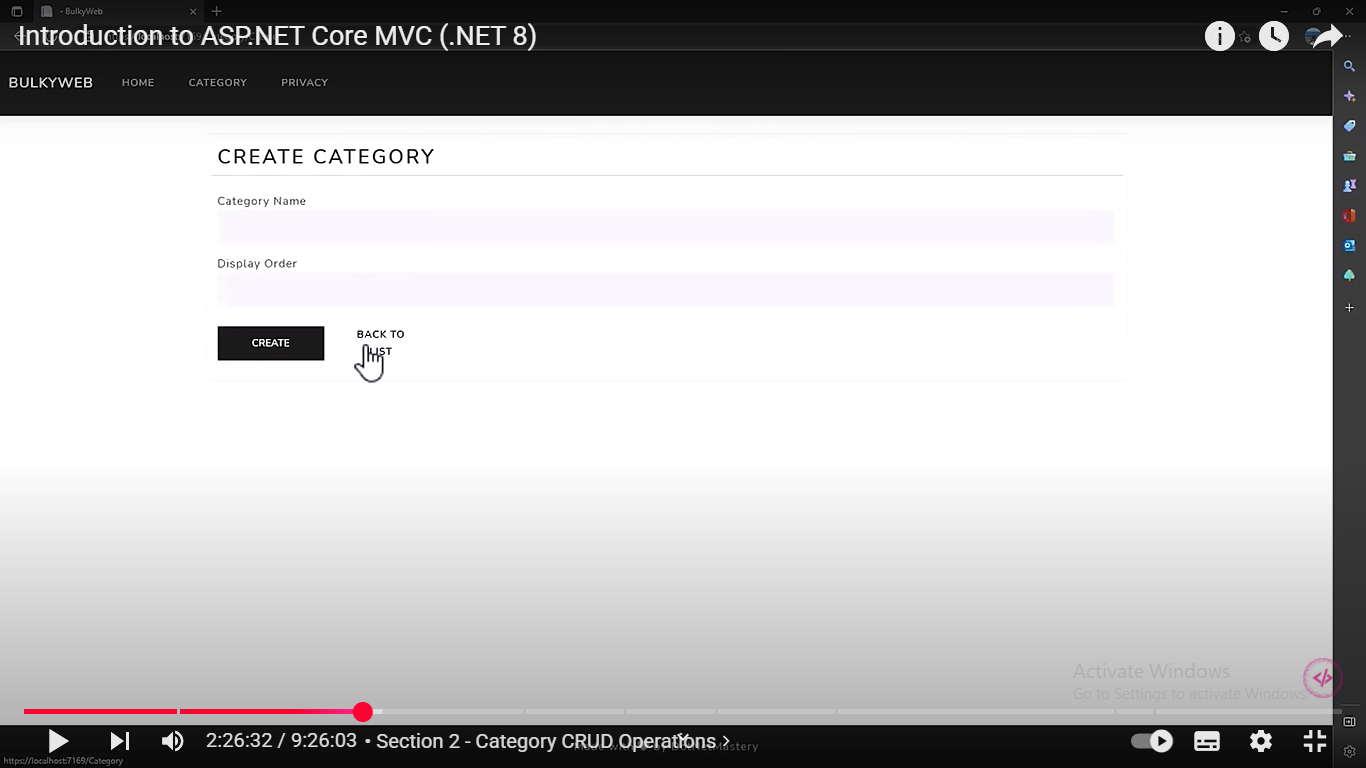 - BulkyWeb
Introduction to ASP.NET Core MVC (.NET 8)
BULKYWEB HOME CATEGORY PRIVACY
CREATE CATEGORY
Category Name
Display Order
CREATE
BACK TO
LIST
Activate Windows
Go to Settings to activate Windows.
2:26:32 / 9:26:03 • Section 2 - Category CRUD Operations
https://localhost:7169/Category